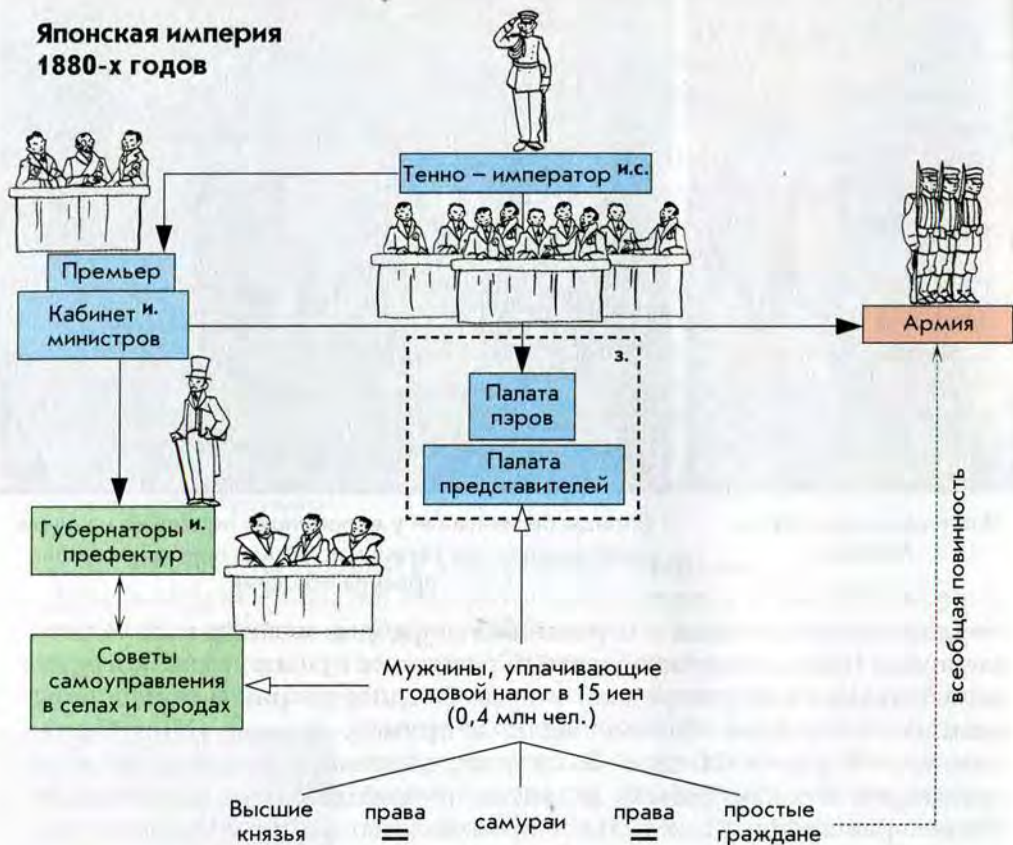 Японская империя
1880-х годов
Тенно – император и.с.
Премьер
Кабинет и.
министров
Армия
з.
Палата
пэров
Палата
представителей
Губернаторы и.
префектур
всеобщая повинность
Советы
самоуправления
в селах и городах
Мужчины, уплачивающие
годовой налог в 15 иен
(0,4 млн чел.)
Высшие князья
права
=
самураи
права
=
простые
граждане